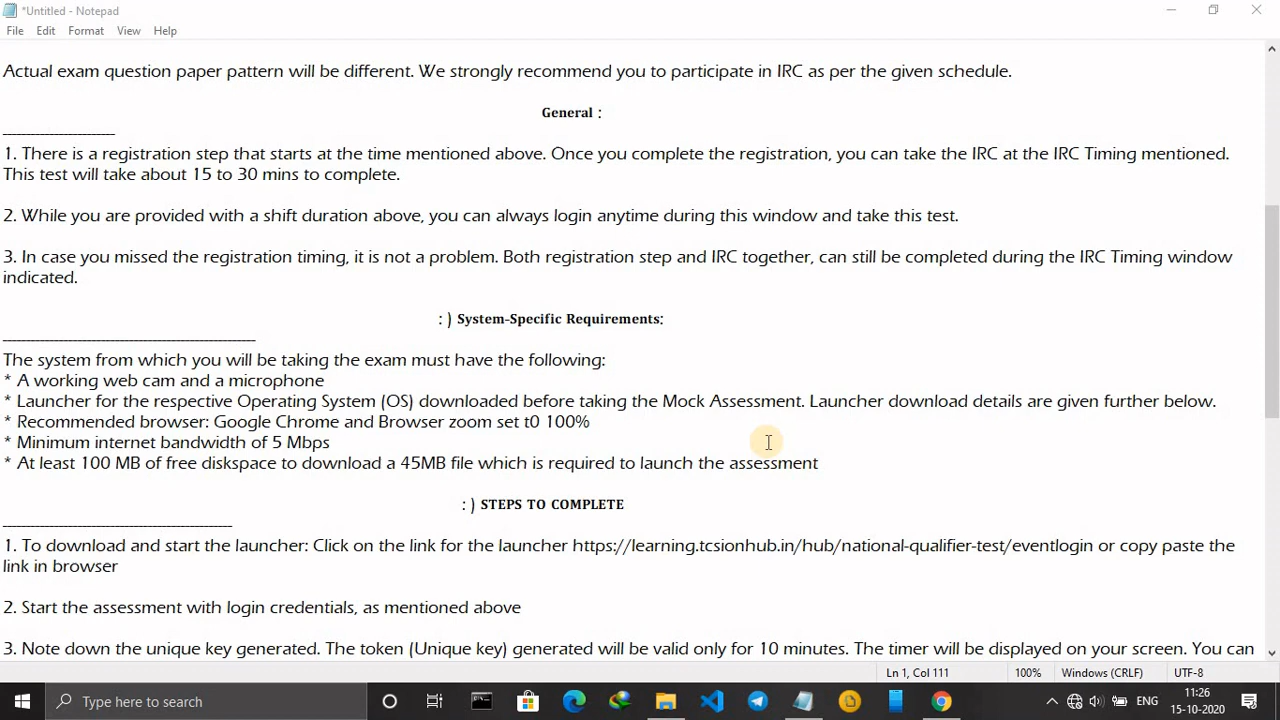 *Untitled - Notepad
File Edit Format View Help
Actual exam question paper pattern will be different. We strongly recommend you to participate in IRC as per the given schedule.
General :
________________________
1. There is a registration step that starts at the time mentioned above. Once you complete the registration, you can take the IRC at the IRC Timing mentioned.
This test will take about 15 to 30 mins to complete.
2. While you are provided with a shift duration above, you can always login anytime during this window and take this test.
3. In case you missed the registration timing, it is not a problem. Both registration step and IRC together, can still be completed during the IRC Timing window
indicated.
: ) System-Specific Requirements:
______________________________________________________
The system from which you will be taking the exam must have the following:
* A working web cam and a microphone
* Launcher for the respective Operating System (OS) downloaded before taking the Mock Assessment. Launcher download details are given further below.
* Recommended browser: Google Chrome and Browser zoom set t0 100%
* Minimum internet bandwidth of 5 Mbps
* At least 100 MB of free diskspace to download a 45MB file which is required to launch the assessment
: ) STEPS TO COMPLETE
_________________________________________________
1. To download and start the launcher: Click on the link for the launcher https://learning.tcsionhub.in/hub/national-qualifier-test/eventlogin or copy paste the
link in browser
2. Start the assessment with login credentials, as mentioned above
3. Note down the unique key generated. The token (Unique key) generated will be valid only for 10 minutes. The timer will be displayed on your screen. You can
Ln 1, Col 111 100% Windows (CRLF) UTF-8
Type here to search
ENG
11:26
15-10-2020